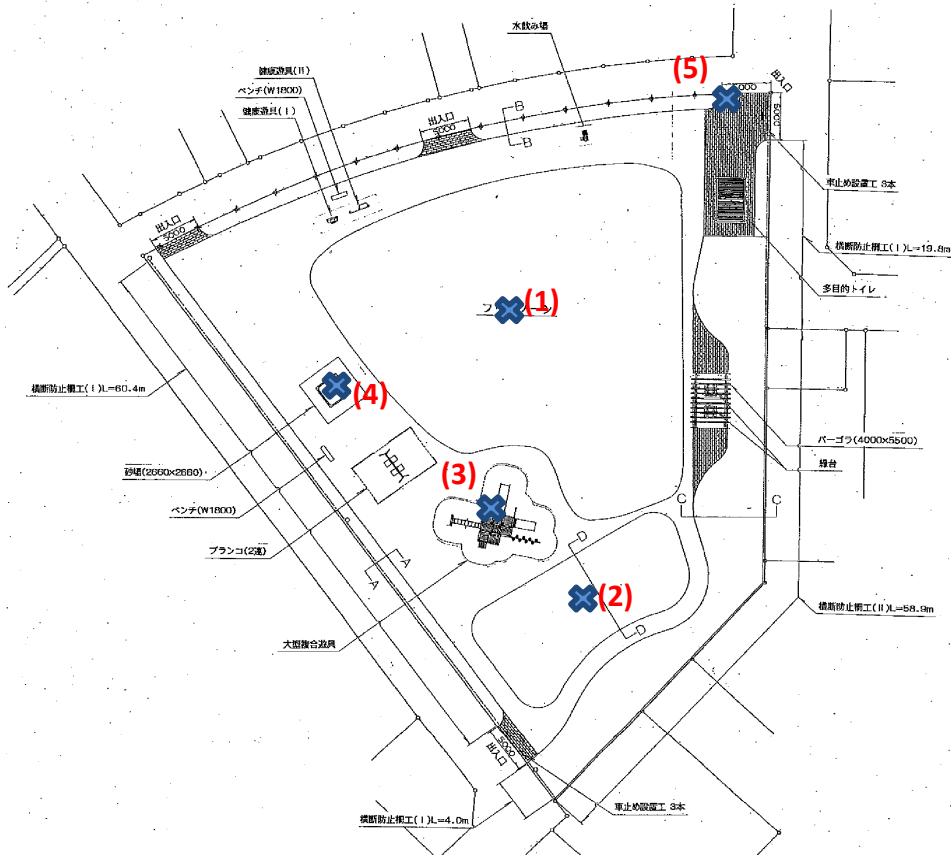 水飲み場
(5)
健康遊具(II)
ベンチ(W1800)
健康遊具(I)
出入口
5000
B
B
出入口
5000
出入口
5000
車止め設置工 3本
横断防止柵工(I)L=19.8m
多目的トイレ
(1)
横断防止柵工(I)L=60.4m
(4)
パーゴラ(4000×5500)
縁台
砂場(2660×2660)
(3)
C
C
ベンチ(W1800)
ブランコ(2連)
A
A
D
D
(2)
横断防止柵工(II)L=58.9m
大型複合遊具
5000
出入口
車止め設置工 3本
横断防止柵工(I)L=4.0m